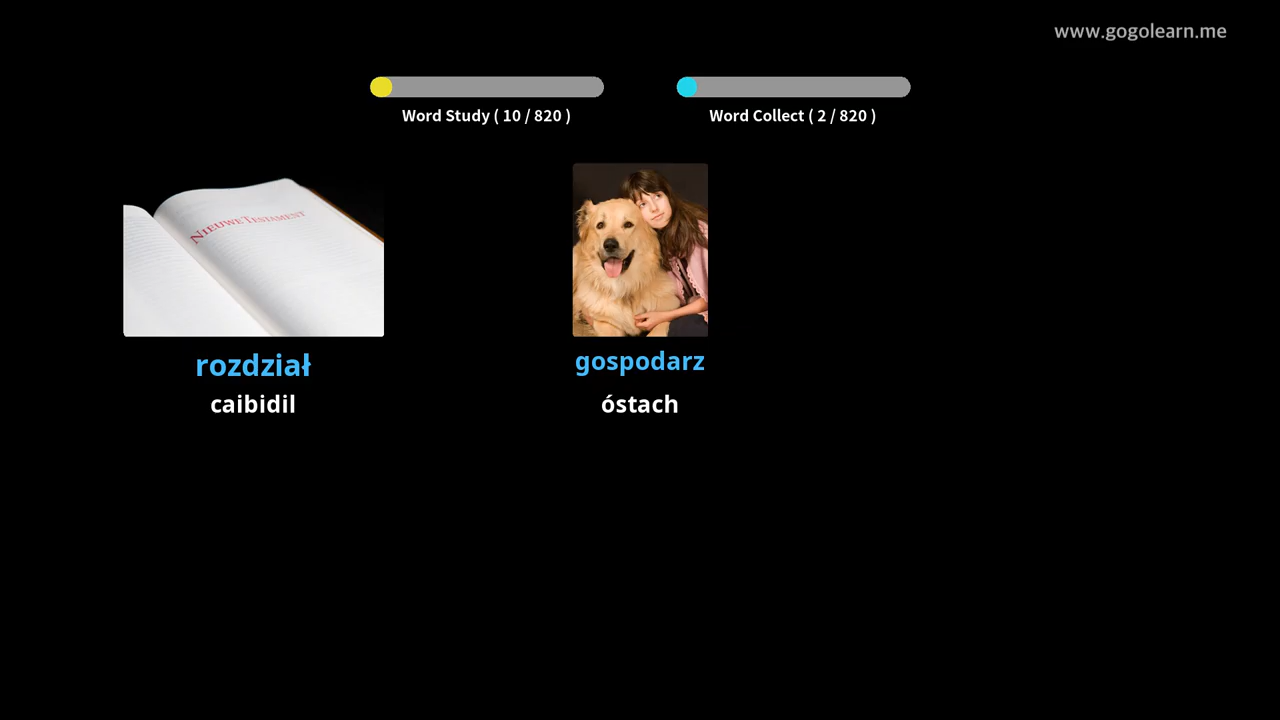 www.gogolearn.me
Word Study ( 10 / 820 )
Word Collect ( 2 / 820 )
NIEUWE TESTAMENT
rozdział
gospodarz
caibidil
óstach